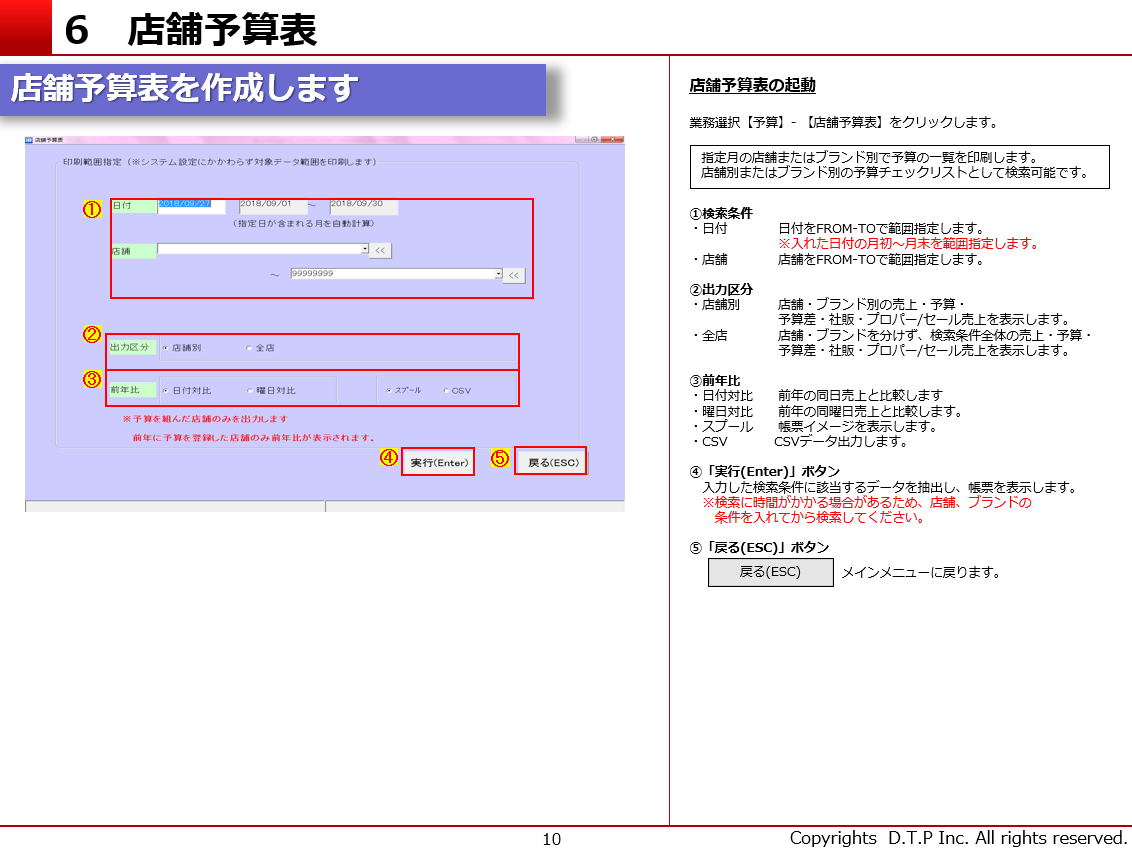 6 店舗予算表
店舗予算表を作成します
店舗予算表
印刷範囲指定（※システム設定にかかわらず対象データ範囲を印刷します）
①
日付 2018/09/27 2018/09/01 ～ 2018/09/30
（指定日が含まれる月を自動計算）
店舗 <<
～ 99999999 <<
②
出力区分 店舗別 全店
③
前年比 日付対比 曜日対比 スプール CSV
※予算を組んだ店舗のみを出力します
前年に予算を登録した店舗のみ前年比が表示されます。
④ 実行(Enter) ⑤ 戻る(ESC)
店舗予算表の起動
業務選択【予算】-【店舗予算表】をクリックします。
指定月の店舗またはブランド別で予算の一覧を印刷します。
店舗別またはブランド別の予算チェックリストとして検索可能です。
①検索条件
・日付 日付をFROM-TOで範囲指定します。
※入れた日付の月初～月末を範囲指定します。
・店舗 店舗をFROM-TOで範囲指定します。
②出力区分
・店舗別 店舗・ブランド別の売上・予算・
予算差・社販・プロパー/セール売上を表示します。
・全店 店舗・ブランドを分けず、検索条件全体の売上・予算・
予算差・社販・プロパー/セール売上を表示します。
③前年比
・日付対比 前年の同日売上と比較します
・曜日対比 前年の同曜日売上と比較します。
・スプール 帳票イメージを表示します。
・CSV CSVデータ出力します。
④「実行(Enter)」ボタン
入力した検索条件に該当するデータを抽出し、帳票を表示します。
※検索に時間がかかる場合があるため、店舗、ブランドの
条件を入れてから検索してください。
⑤「戻る(ESC)」ボタン
戻る(ESC) メインメニューに戻ります。
10
Copyrights D.T.P Inc. All rights reserved.